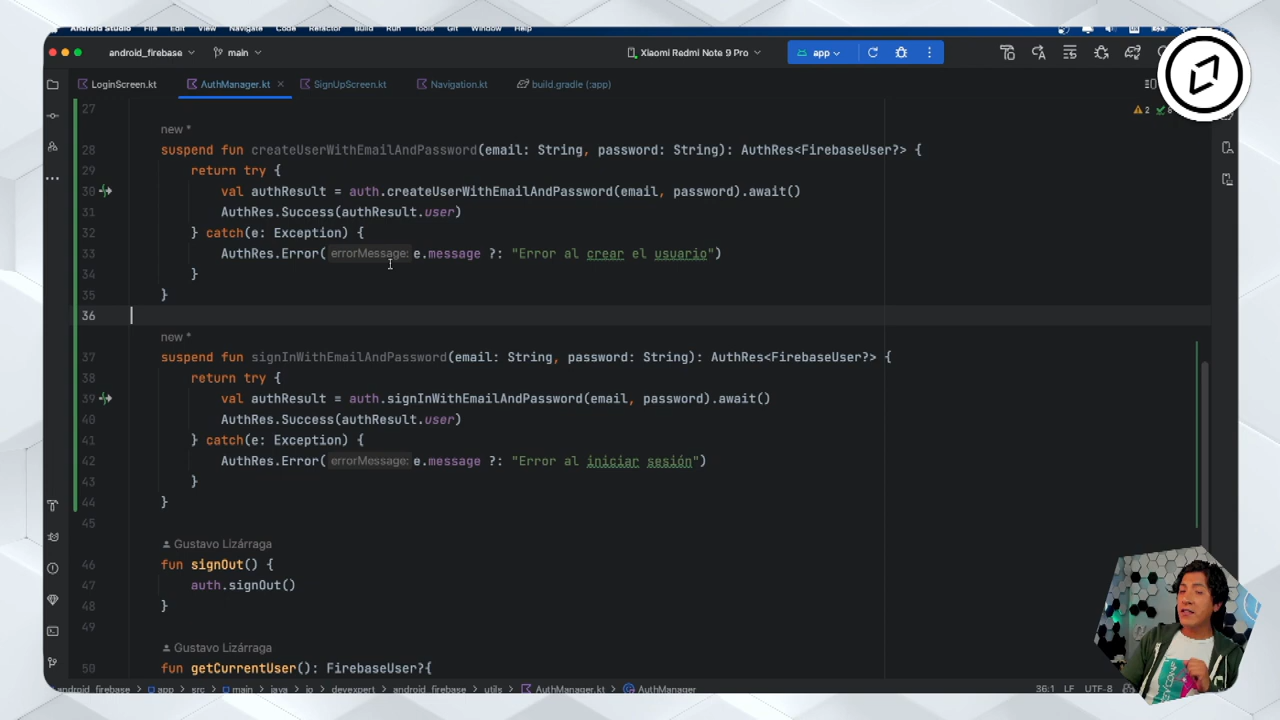 Android Studio File Edit View Navigate Code Refactor Build Run Tools Git Window Help
android_firebase main Xiaomi Redmi Note 9 Pro app
LoginScreen.kt AuthManager.kt SignUpScreen.kt Navigation.kt build.gradle (:app)
27 2
new *
28 suspend fun createUserWithEmailAndPassword(email: String, password: String): AuthRes<FirebaseUser?> {
29 return try {
30 val authResult = auth.createUserWithEmailAndPassword(email, password).await()
31 AuthRes.Success(authResult.user)
32 } catch(e: Exception) {
33 AuthRes.Error( errorMessage: e.message ?: "Error al crear el usuario")
34 }
35 }
36
new *
37 suspend fun signInWithEmailAndPassword(email: String, password: String): AuthRes<FirebaseUser?> {
38 return try {
39 val authResult = auth.signInWithEmailAndPassword(email, password).await()
40 AuthRes.Success(authResult.user)
41 } catch(e: Exception) {
42 AuthRes.Error( errorMessage: e.message ?: "Error al iniciar sesión")
43 }
44 }
45
Gustavo Lizárraga
46 fun signOut() {
47 auth.signOut()
48 }
49
Gustavo Lizárraga
50 fun getCurrentUser(): FirebaseUser?{
android_firebase app src main java io devexpert android_firebase utils AuthManager.kt AuthManager 36:1 LF UTF-8